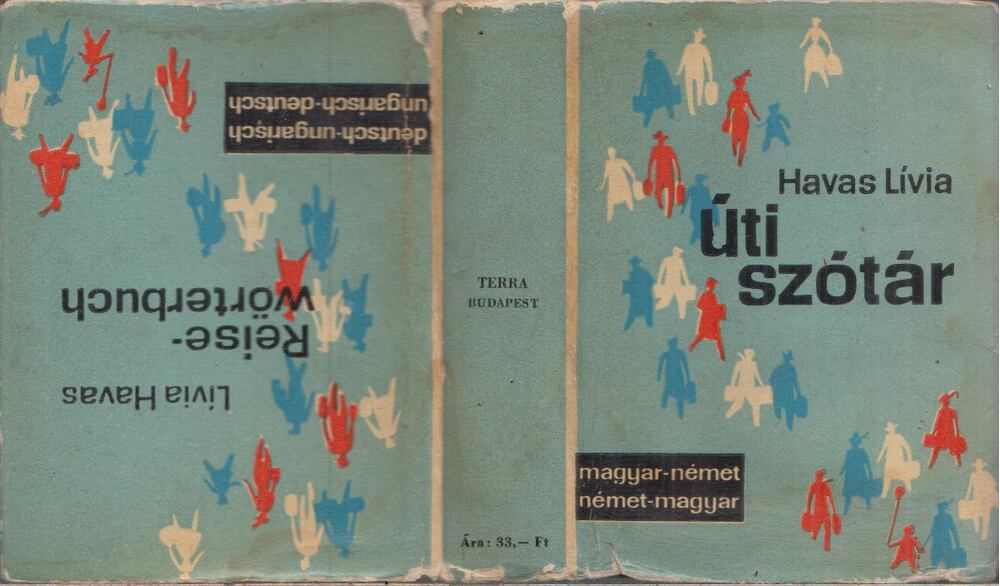 Havas Lívia
úti
szótár
magyar-német
német-magyar
TERRA
BUDAPEST
Ára: 33,— Ft
Lívia Havas
Reise-
wörterbuch
deutsch-ungarisch
ungarisch-deutsch